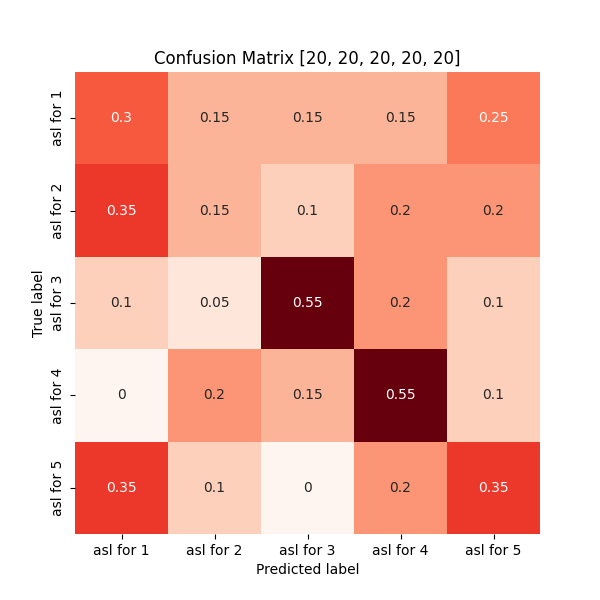 Confusion Matrix [20, 20, 20, 20, 20]
True label
asl for 1
0.3 0.15 0.15 0.15 0.25
asl for 2
0.35 0.15 0.1 0.2 0.2
asl for 3
0.1 0.05 0.55 0.2 0.1
asl for 4
0 0.2 0.15 0.55 0.1
asl for 5
0.35 0.1 0 0.2 0.35
asl for 1 asl for 2 asl for 3 asl for 4 asl for 5
Predicted label